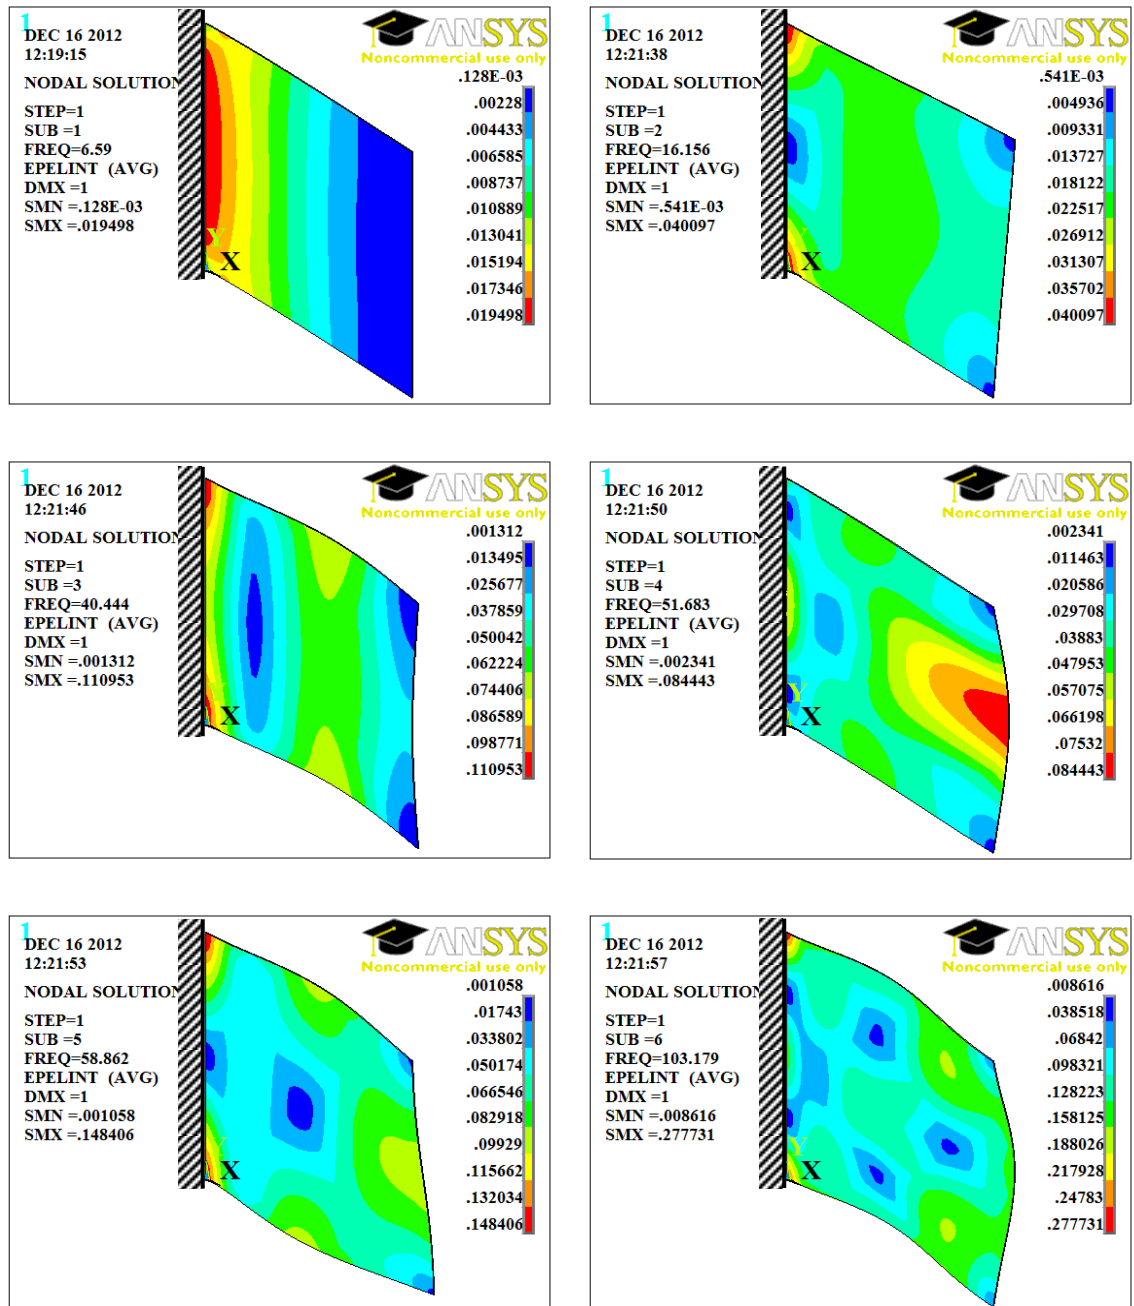 1
DEC 16 2012
12:19:15
NODAL SOLUTION
STEP=1
SUB =1
FREQ=6.59
EPELINT (AVG)
DMX =1
SMN =.128E-03
SMX =.019498
ANSYS
Noncommercial use only
.128E-03
.00228
.004433
.006585
.008737
.010889
.013041
.015194
.017346
.019498
Y
X
1
DEC 16 2012
12:21:38
NODAL SOLUTION
STEP=1
SUB =2
FREQ=16.156
EPELINT (AVG)
DMX =1
SMN =.541E-03
SMX =.040097
ANSYS
Noncommercial use only
.541E-03
.004936
.009331
.013727
.018122
.022517
.026912
.031307
.035702
.040097
Y
X
1
DEC 16 2012
12:21:46
NODAL SOLUTION
STEP=1
SUB =3
FREQ=40.444
EPELINT (AVG)
DMX =1
SMN =.001312
SMX =.110953
ANSYS
Noncommercial use only
.001312
.013495
.025677
.037859
.050042
.062224
.074406
.086589
.098771
.110953
Y
X
1
DEC 16 2012
12:21:50
NODAL SOLUTION
STEP=1
SUB =4
FREQ=51.683
EPELINT (AVG)
DMX =1
SMN =.002341
SMX =.084443
ANSYS
Noncommercial use only
.002341
.011463
.020586
.029708
.03883
.047953
.057075
.066198
.07532
.084443
Y
X
1
DEC 16 2012
12:21:53
NODAL SOLUTION
STEP=1
SUB =5
FREQ=58.862
EPELINT (AVG)
DMX =1
SMN =.001058
SMX =.148406
ANSYS
Noncommercial use only
.001058
.01743
.033802
.050174
.066546
.082918
.09929
.115662
.132034
.148406
Y
X
1
DEC 16 2012
12:21:57
NODAL SOLUTION
STEP=1
SUB =6
FREQ=103.179
EPELINT (AVG)
DMX =1
SMN =.008616
SMX =.277731
ANSYS
Noncommercial use only
.008616
.038518
.06842
.098321
.128223
.158125
.188026
.217928
.24783
.277731
Y
X